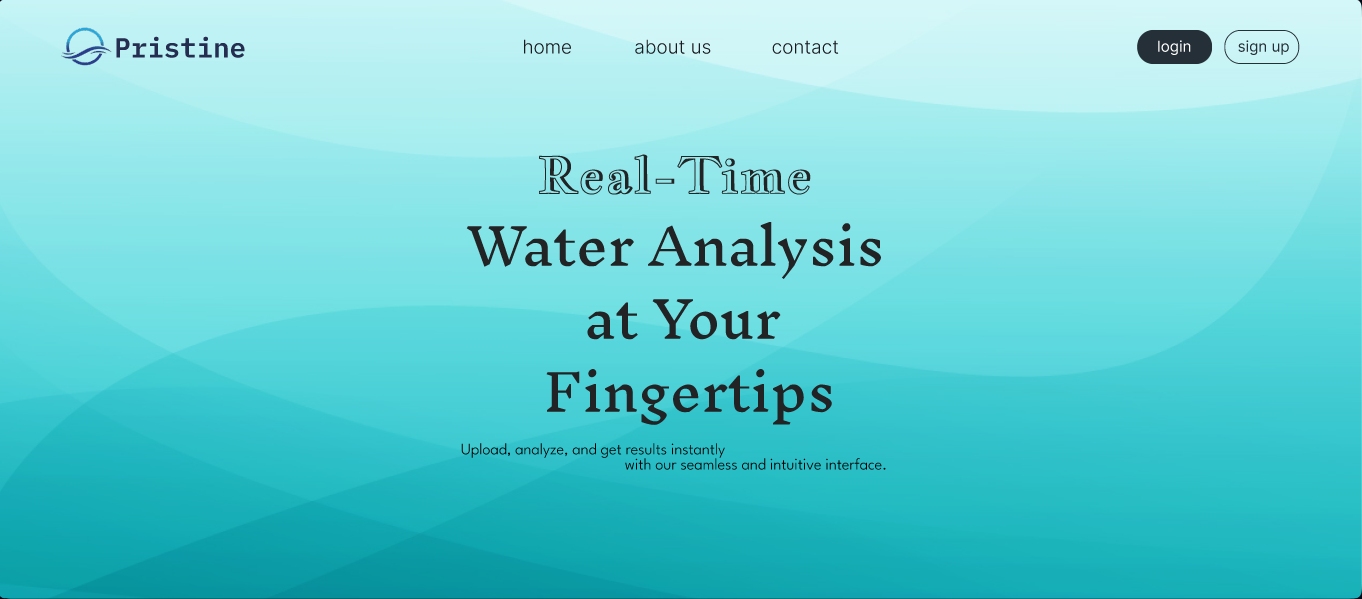 Pristine
home
about us
contact
login
sign up
Real-Time
Water Analysis
at Your
Fingertips
Upload, analyze, and get results instantly
with our seamless and intuitive interface.